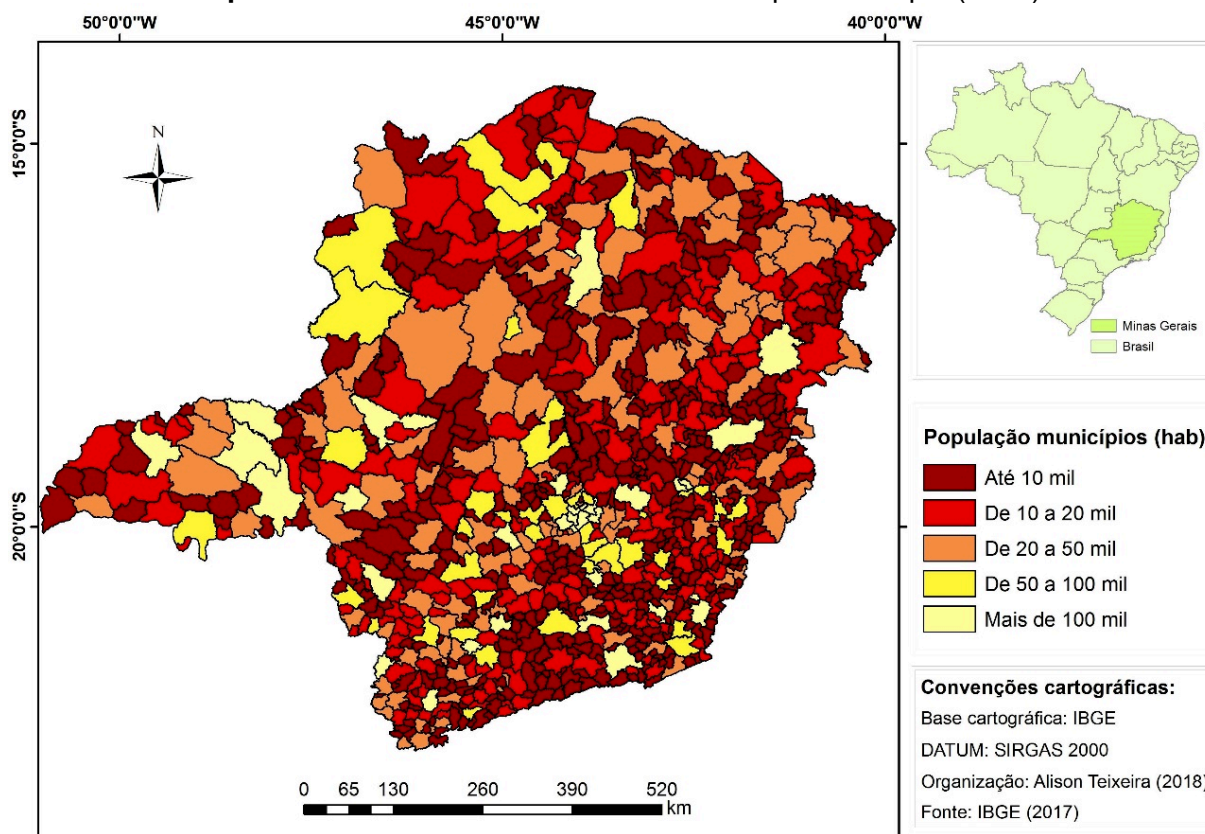 50°0'0"W 45°0'0"W 40°0'0"W
15°0'0"S
N
20°0'0"S
0 65 130 260 390 520
km
Minas Gerais
Brasil
População municípios (hab)
Até 10 mil
De 10 a 20 mil
De 20 a 50 mil
De 50 a 100 mil
Mais de 100 mil
Convenções cartográficas:
Base cartográfica: IBGE
DATUM: SIRGAS 2000
Organização: Alison Teixeira (2018)
Fonte: IBGE (2017)